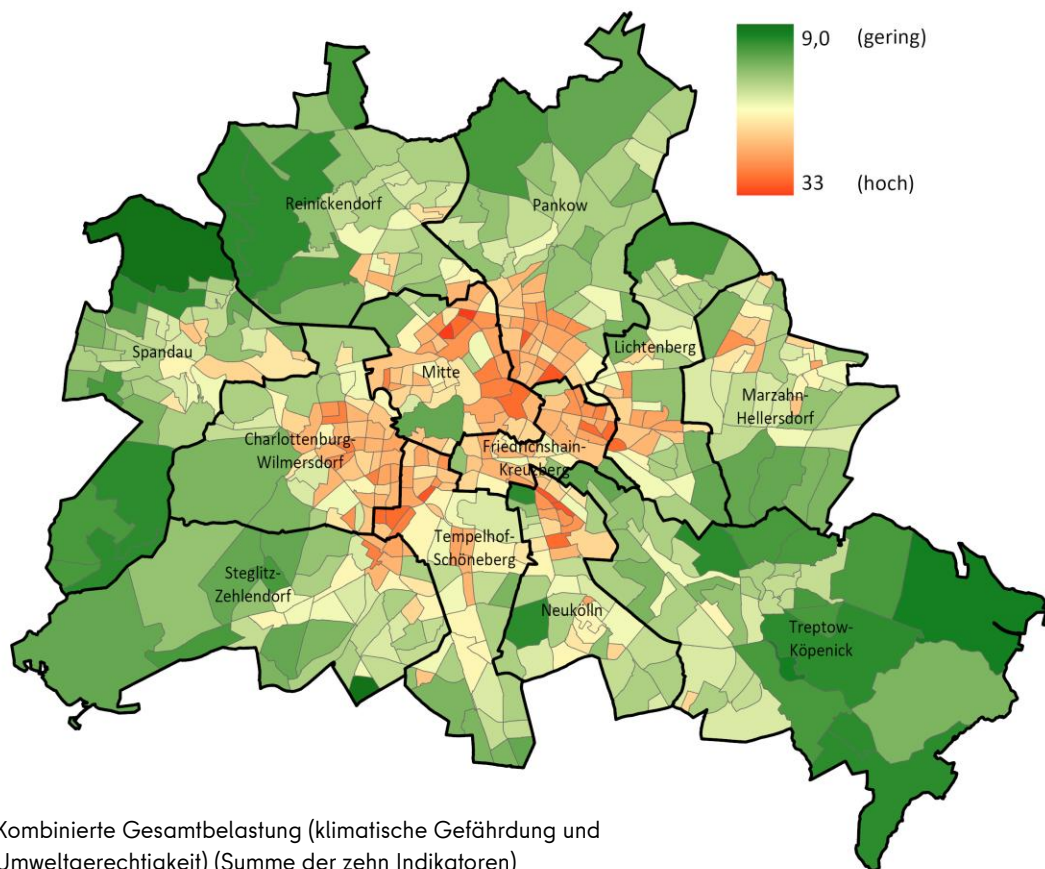 9,0 (gering)
33 (hoch)
Reinickendorf
Pankow
Spandau
Mitte
Lichtenberg
Marzahn-
Hellersdorf
Charlottenburg-
Wilmersdorf
Friedrichshain-
Kreuzberg
Tempelhof-
Schöneberg
Steglitz-
Zehlendorf
Neukölln
Treptow-
Köpenick
Kombinierte Gesamtbelastung (klimatische Gefährdung und
Umweltgerechtigkeit) (Summe der zehn Indikatoren)